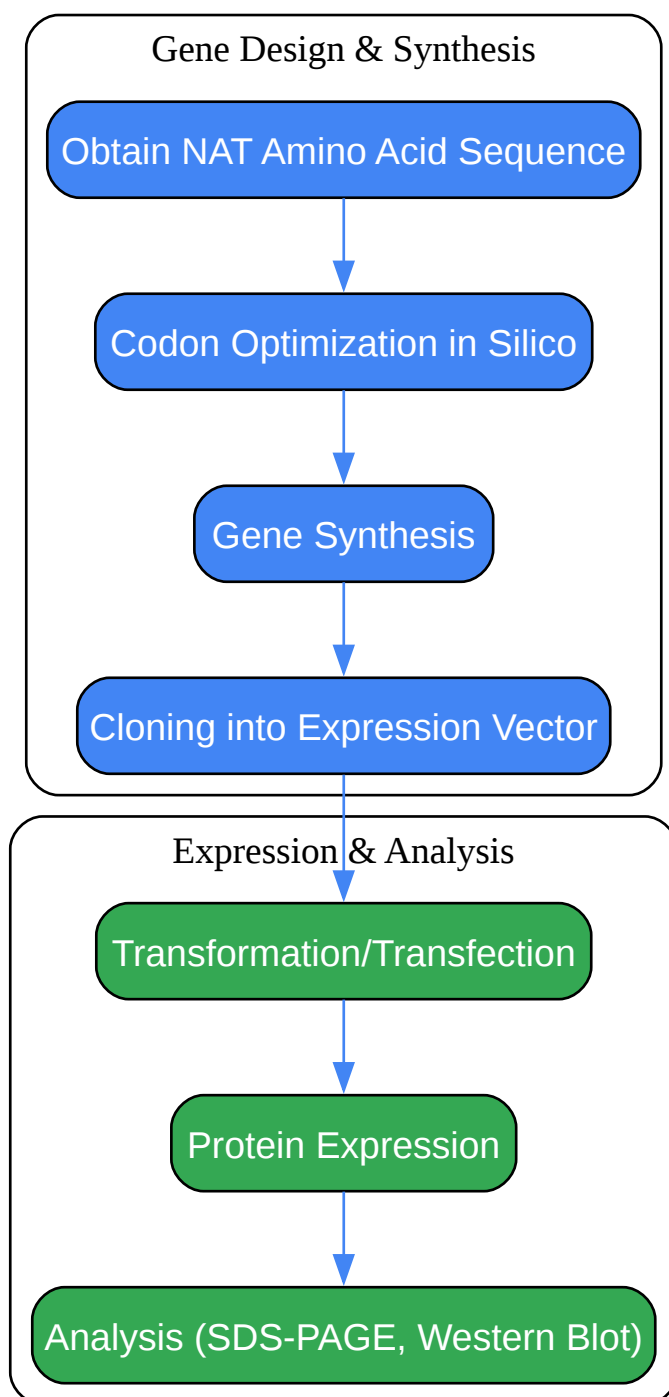 Gene Design & Synthesis
Obtain NAT Amino Acid Sequence
Codon Optimization in Silico
Gene Synthesis
Cloning into Expression Vector
Expression & Analysis
Transformation/Transfection
Protein Expression
Analysis (SDS-PAGE, Western Blot)